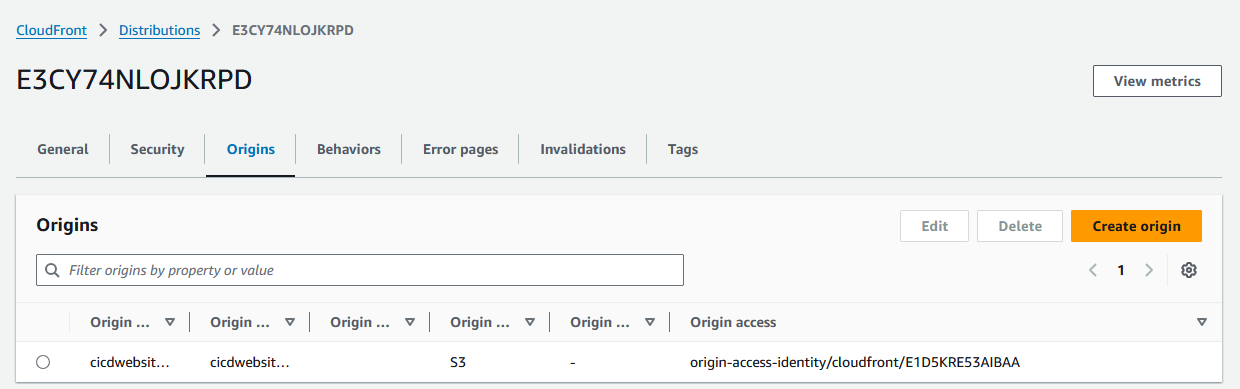 CloudFront > Distributions > E3CY74NLOJKRPD
E3CY74NLOJKRPD
View metrics
General Security Origins Behaviors Error pages Invalidations Tags
Origins
Edit Delete Create origin
Filter origins by property or value
1
Origin ... Origin ... Origin ... Origin ... Origin ... Origin access
cicdwebsit... cicdwebsit... S3 - origin-access-identity/cloudfront/E1D5KRE53AIBAA